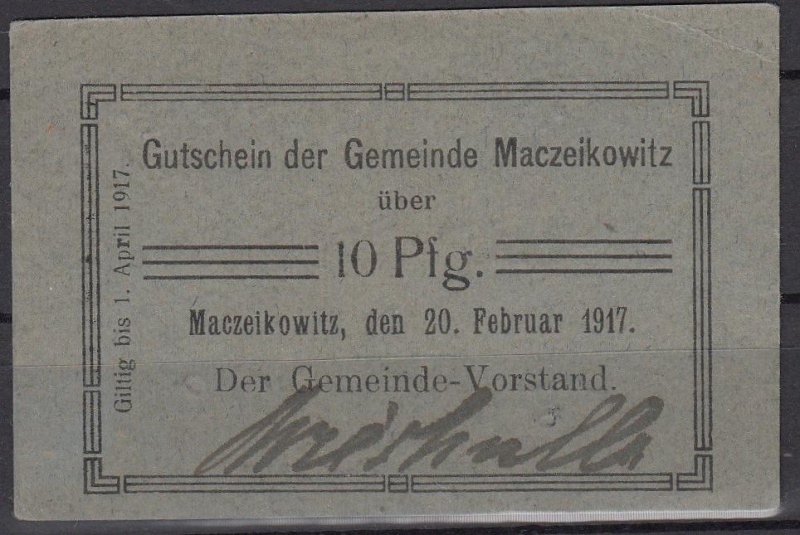 Gutschein der Gemeinde Maczeikowitz
über
10 Pfg.
Maczeikowitz, den 20. Februar 1917.
Der Gemeinde-Vorstand.
Giltig bis 1. April 1917.